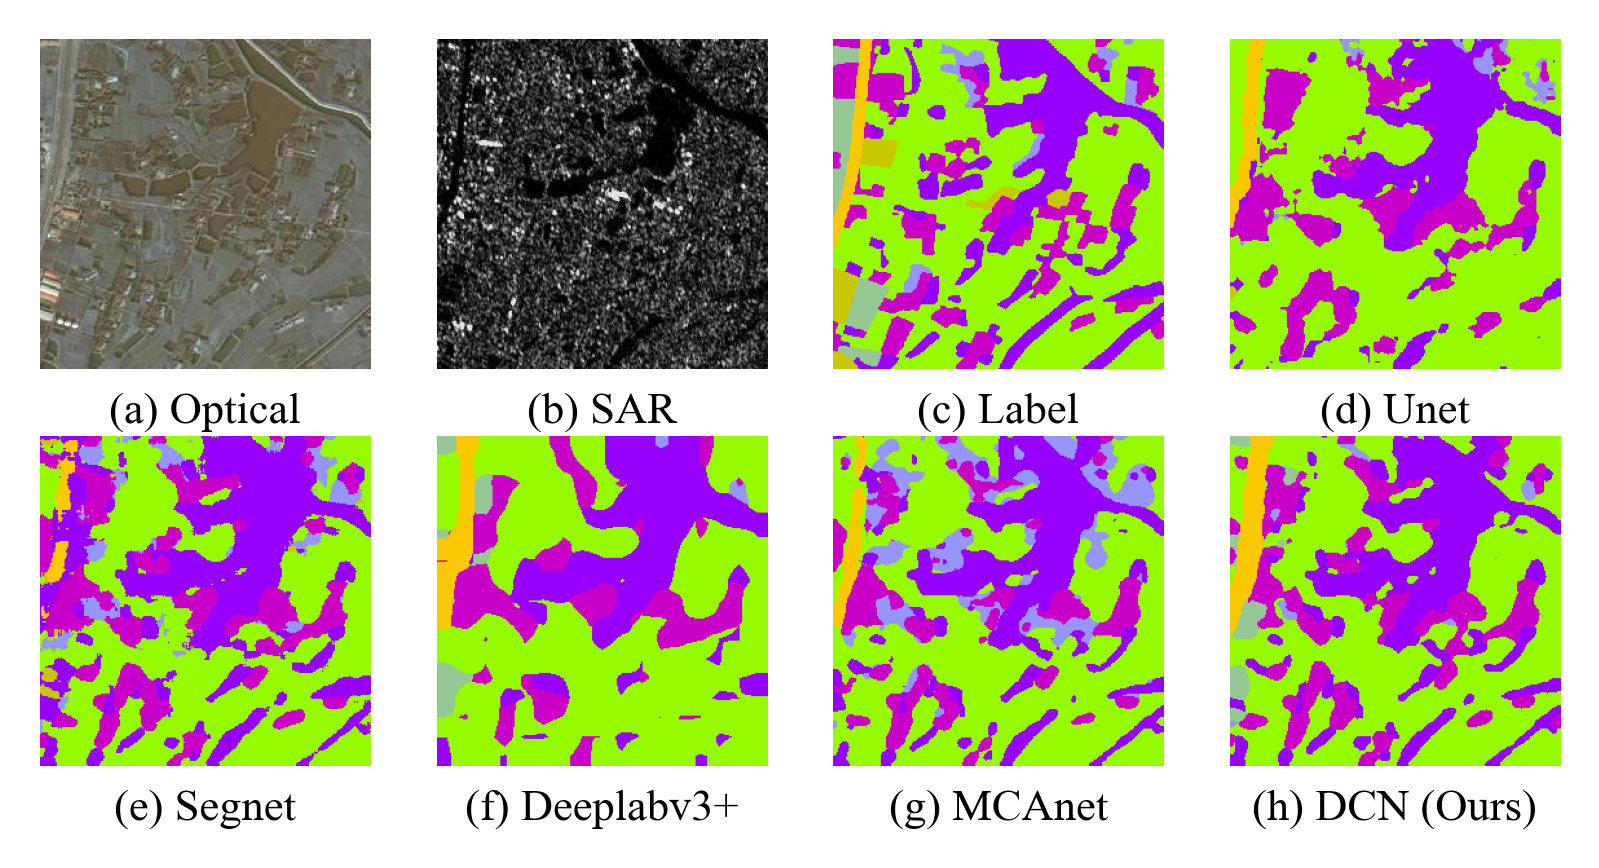 (a) Optical
(b) SAR
(c) Label
(d) Unet
(e) Segnet
(f) Deeplabv3+
(g) MCAnet
(h) DCN (Ours)